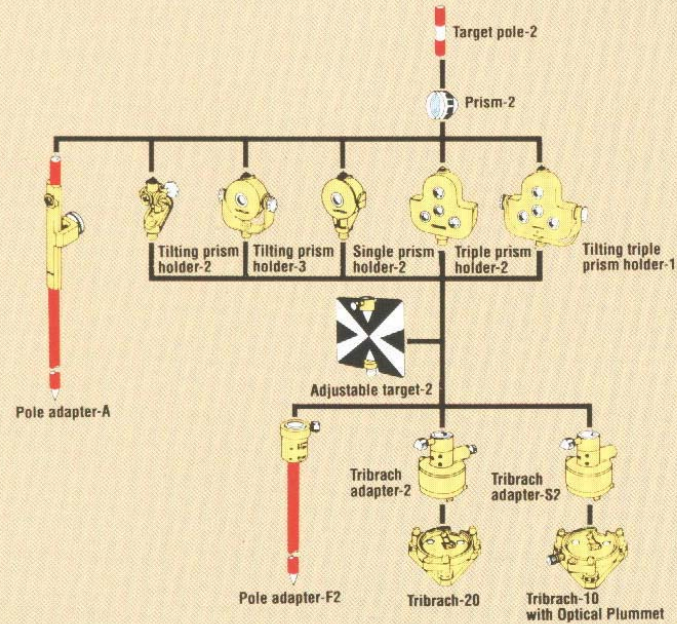 Target pole-2
Prism-2
Tilting prism
holder-2
Tilting prism
holder-3
Single prism
holder-2
Triple prism
holder-2
Tilting triple
prism holder-1
Adjustable target-2
Pole adapter-A
Tribrach
adapter-2
Tribrach
adapter-S2
Pole adapter-F2
Tribrach-20
Tribrach-10
with Optical Plummet